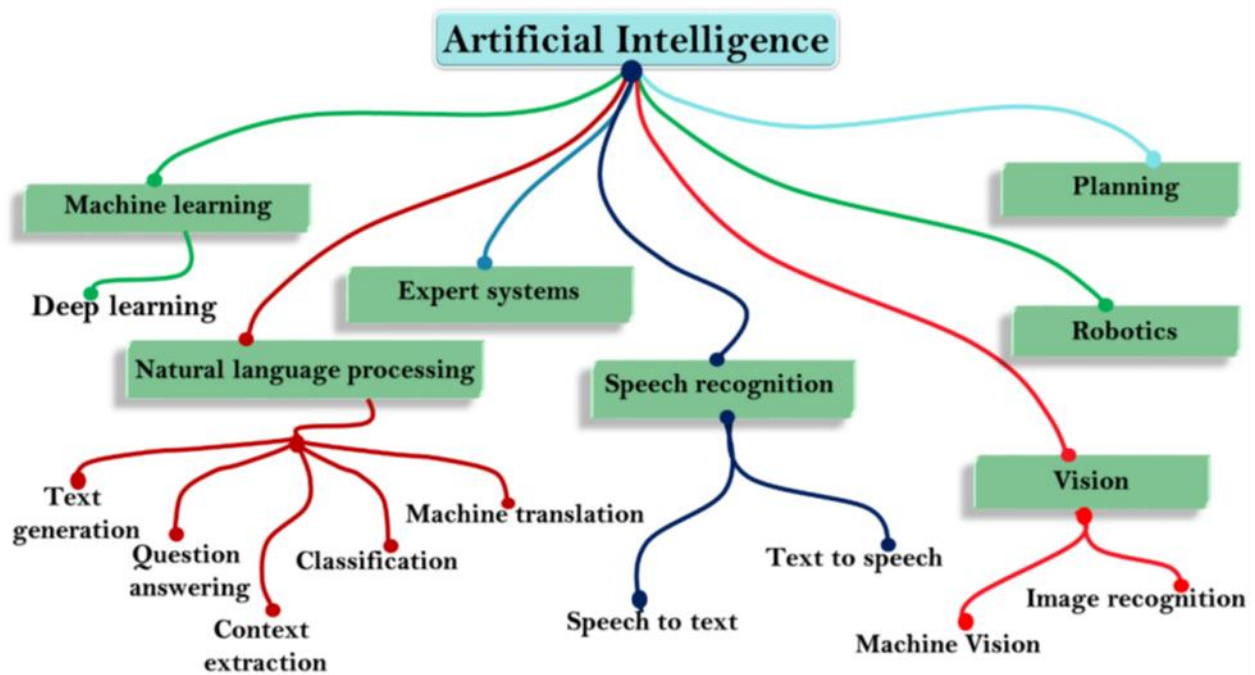 Artificial Intelligence
Machine learning
Deep learning
Natural language processing
Text
generation
Question
answering
Context
extraction
Classification
Machine translation
Expert systems
Speech recognition
Speech to text
Text to speech
Vision
Machine Vision
Image recognition
Robotics
Planning